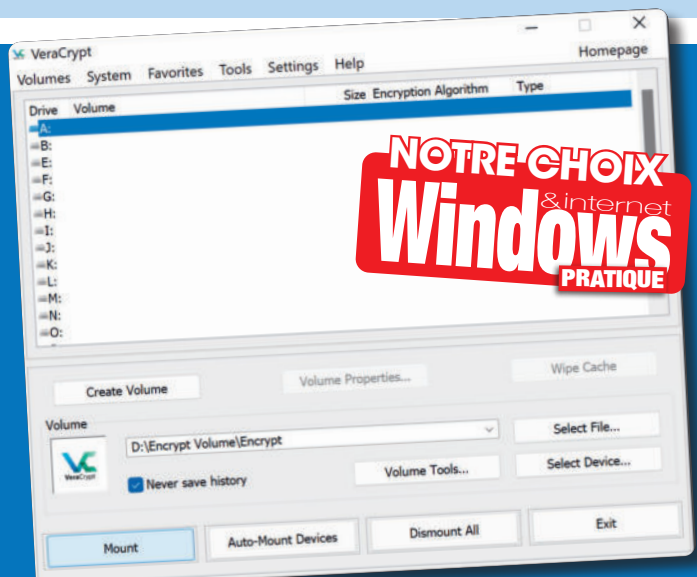 VeraCrypt
Volumes System Favorites Tools Settings Help Homepage
Drive Volume Size Encryption Algorithm Type
A:
B:
E:
F:
G:
H:
I:
J:
K:
L:
M:
N:
O:
NOTRE CHOIX
Windows
& internet
PRATIQUE
Create Volume Volume Properties... Wipe Cache
Volume
D:\Encrypt Volume\Encrypt Select File...
VeraCrypt
Never save history Volume Tools... Select Device...
Mount Auto-Mount Devices Dismount All Exit